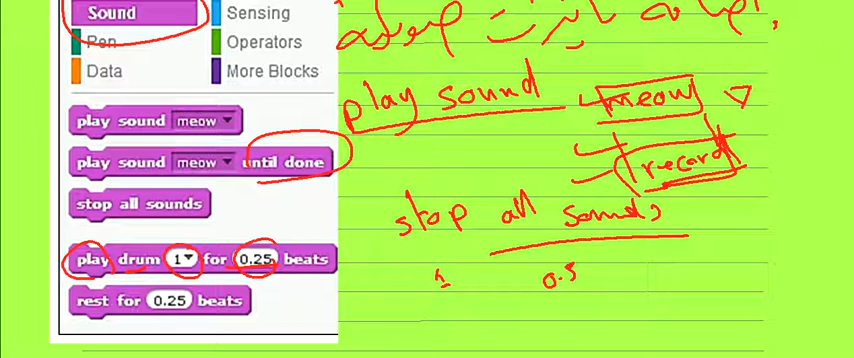 Sound
Sensing
Pen
Operators
Data
More Blocks
play sound meow
play sound meow until done
stop all sounds
play drum 1 for 0.25 beats
rest for 0.25 beats
play sound meow
record
stop all sounds
1 0.5